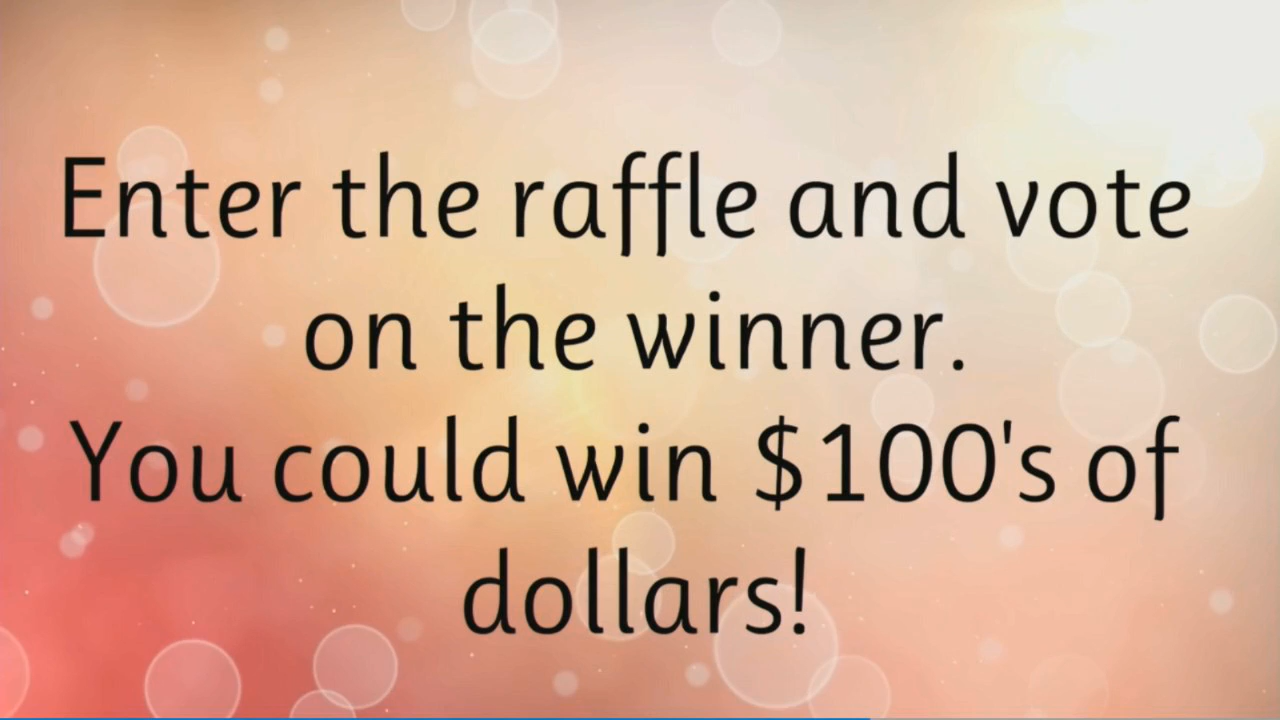 Enter the raffle and vote
on the winner.
You could win $100's of
dollars!